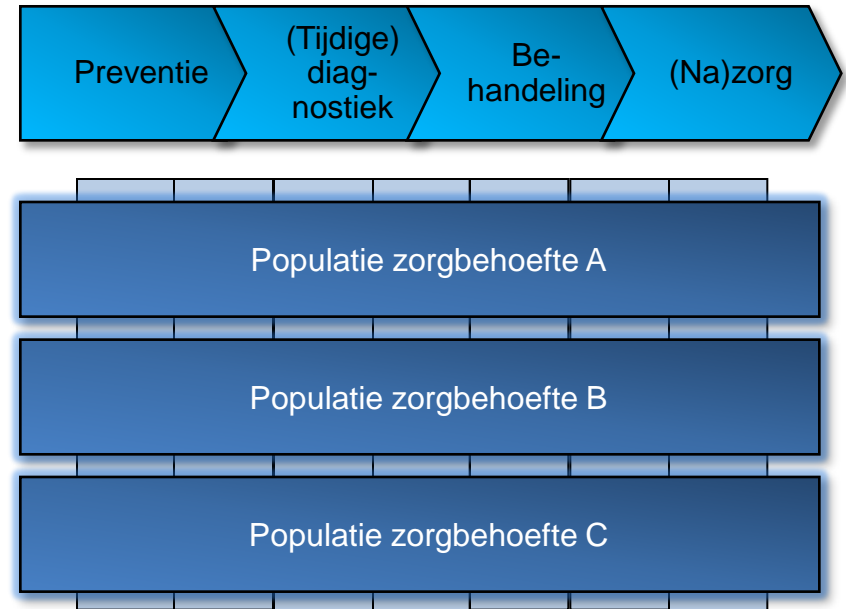 Preventie
(Tijdige)
diag-
nostiek
Be-
handeling
(Na)zorg
Populatie zorgbehoefte A
Populatie zorgbehoefte B
Populatie zorgbehoefte C